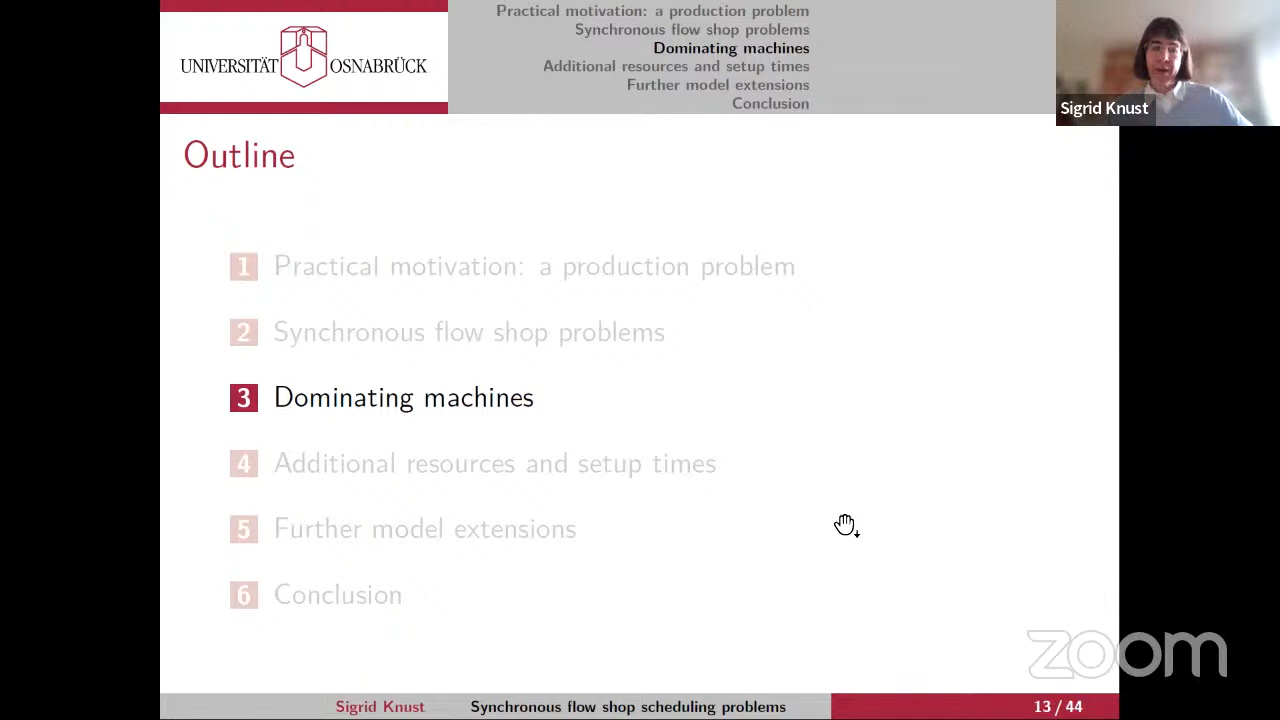 UNIVERSITÄT OSNABRÜCK
Practical motivation: a production problem
Synchronous flow shop problems
Dominating machines
Additional resources and setup times
Further model extensions
Conclusion
Sigrid Knust
Outline
1 Practical motivation: a production problem
2 Synchronous flow shop problems
3 Dominating machines
4 Additional resources and setup times
5 Further model extensions
6 Conclusion
zoom
Sigrid Knust Synchronous flow shop scheduling problems 13 / 44